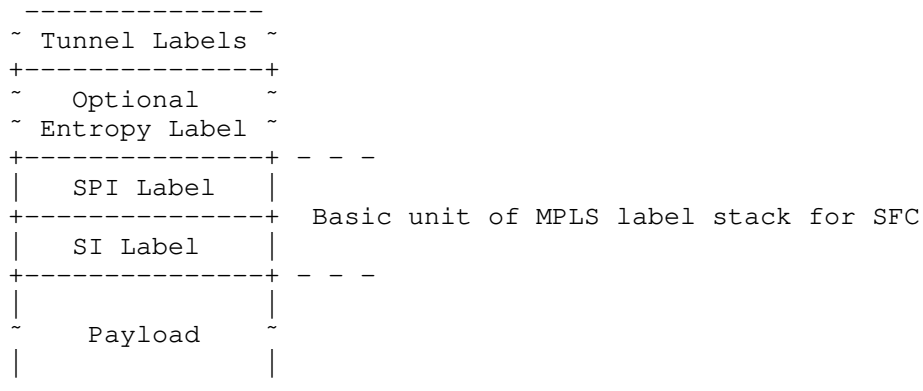 ---------------
~ Tunnel Labels ~
+---------------+
~   Optional    ~
~ Entropy Label ~
+---------------+ - - -
|   SPI Label   |
+---------------+  Basic unit of MPLS label stack for SFC
|   SI Label    |
+---------------+ - - -
|               |
~    Payload    ~
|               |